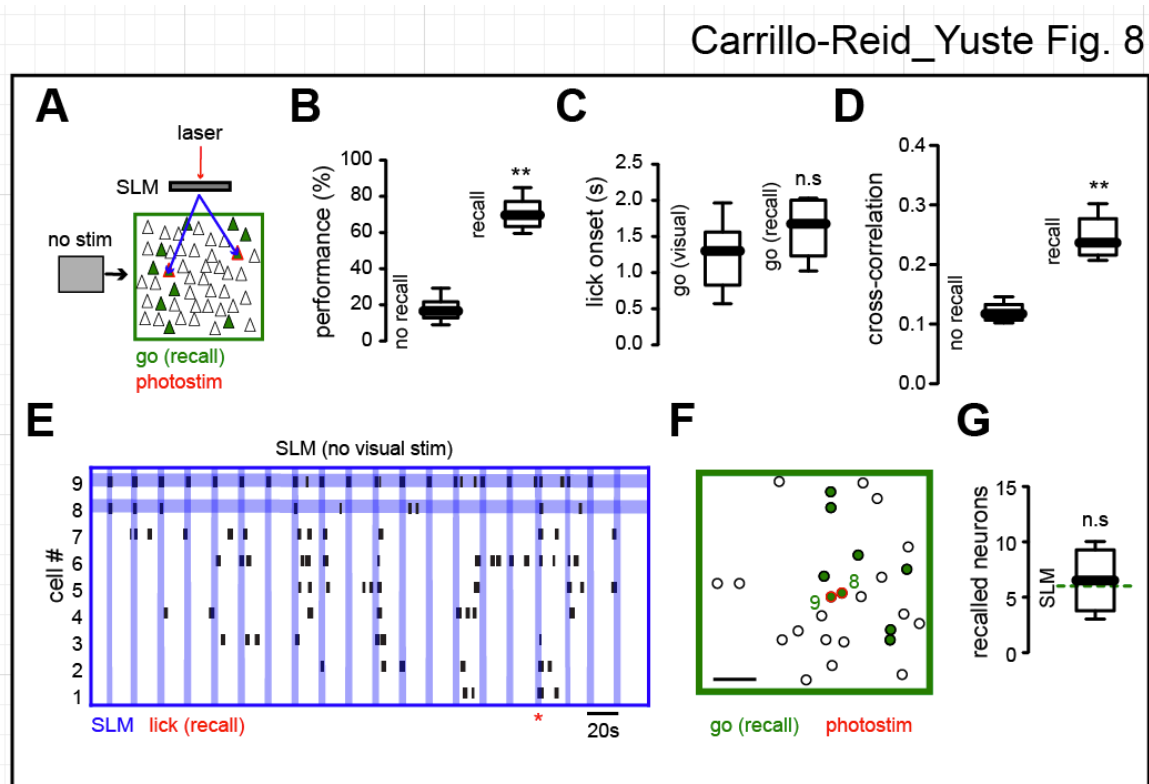 Carrillo-Reid_Yuste Fig. 8
A
laser
SLM
no stim
go (recall)
photostim
B
performance (%)
100
80
60
40
20
0
no recall
recall
**
C
lick onset (s)
2.5
2.0
1.5
1.0
0.5
0.0
go (visual)
go (recall)
n.s
D
cross-correlation
0.4
0.3
0.2
0.1
0.0
no recall
recall
**
E
SLM (no visual stim)
cell #
9
8
7
6
5
4
3
2
1
SLM lick (recall)
*
20s
F
8
9
go (recall) photostim
G
recalled neurons
15
10
5
0
SLM
n.s